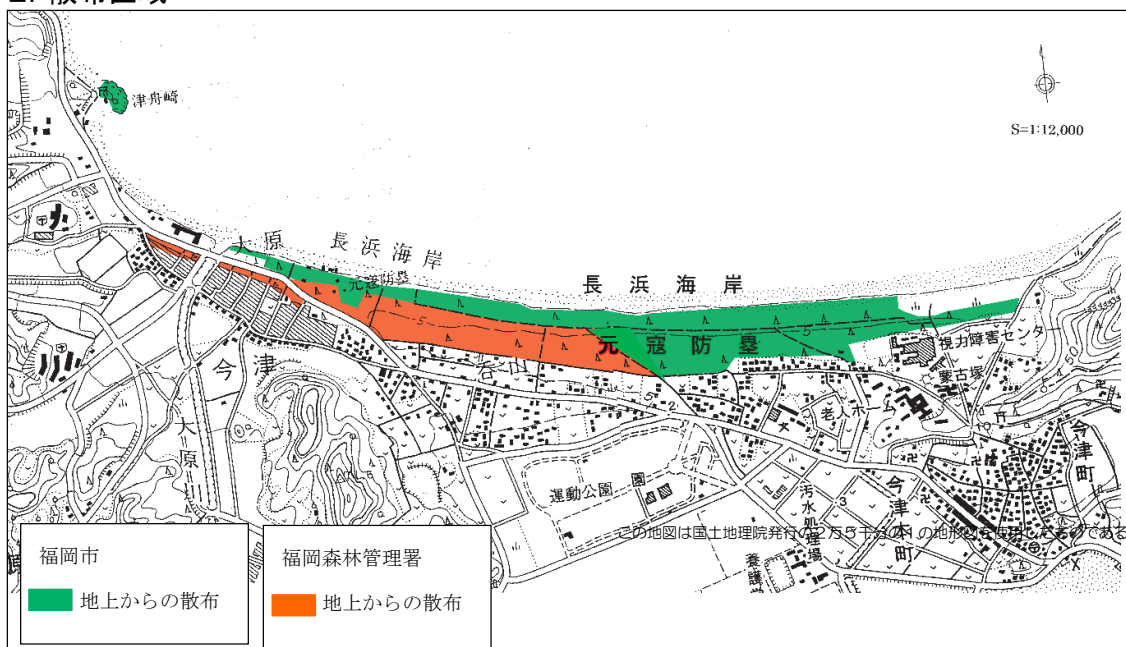 津舟崎
S=1:12,000
大原
長浜海岸
元寇防塁
長浜海岸
元寇防塁
視力障害センター
蒙古塚
老人ホーム
今津
大原
運動公園
園
汚水処理場
今津本町
今津町
この地図は国土地理院発行の2万5千分の1の地形図を使用したものである
福岡市
地上からの散布
福岡森林管理署
地上からの散布